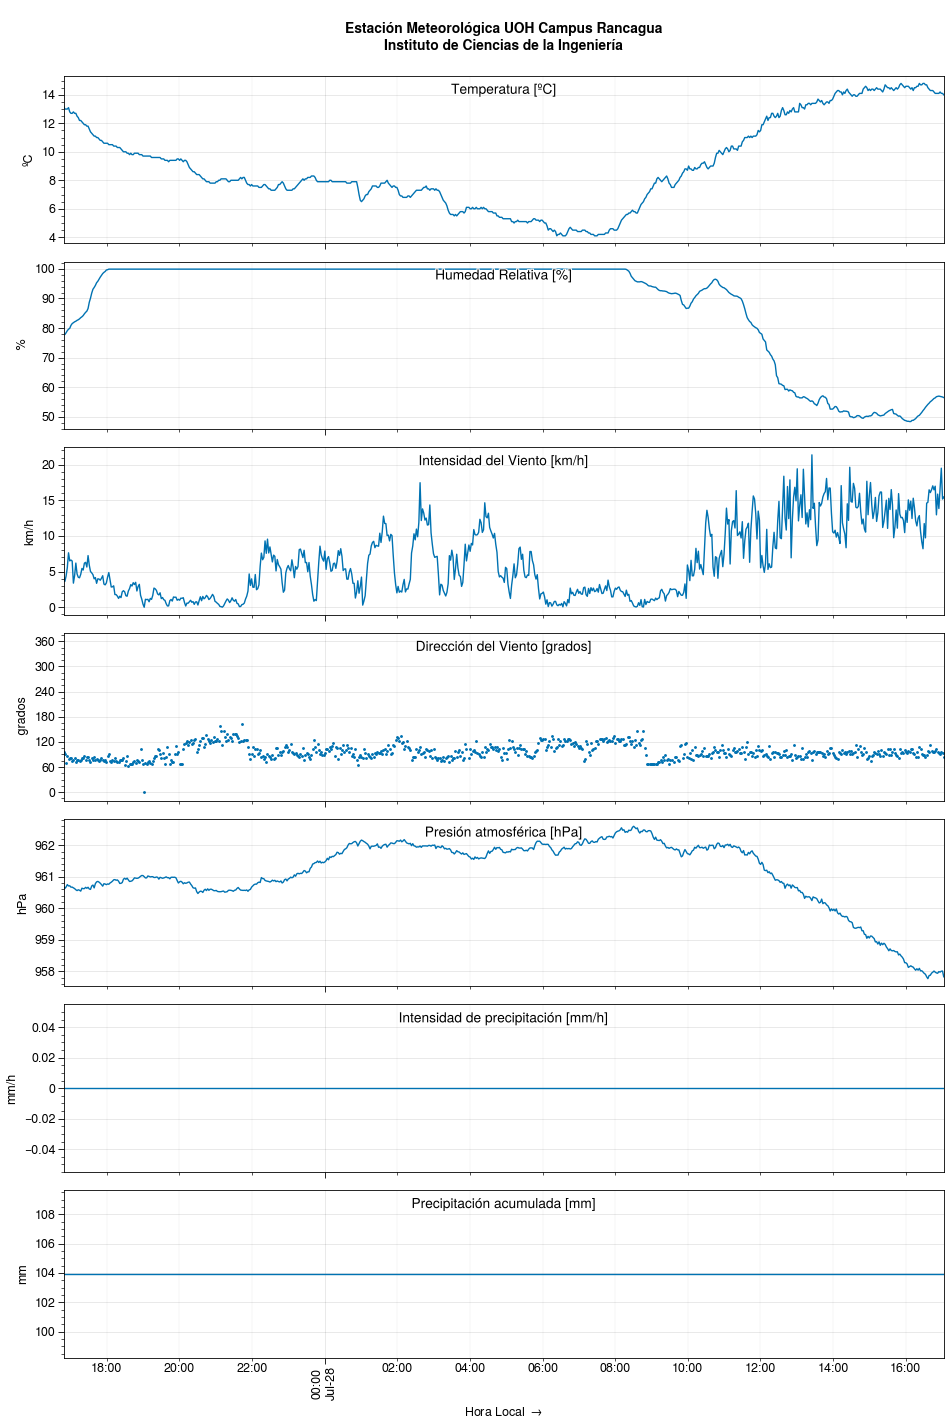 Estación Meteorológica UOH Campus Rancagua
Instituto de Ciencias de la Ingeniería
Temperatura [ºC]
ºC
14
12
10
8
6
4
Humedad Relativa [%]
%
100
90
80
70
60
50
Intensidad del Viento [km/h]
km/h
20
15
10
5
0
Dirección del Viento [grados]
grados
360
300
240
180
120
60
0
Presión atmosférica [hPa]
hPa
962
961
960
959
958
Intensidad de precipitación [mm/h]
mm/h
0.04
0.02
0
−0.02
−0.04
Precipitación acumulada [mm]
mm
108
106
104
102
100
18:00 20:00 22:00 00:00 02:00 04:00 06:00 08:00 10:00 12:00 14:00 16:00
Jul-28
Hora Local →